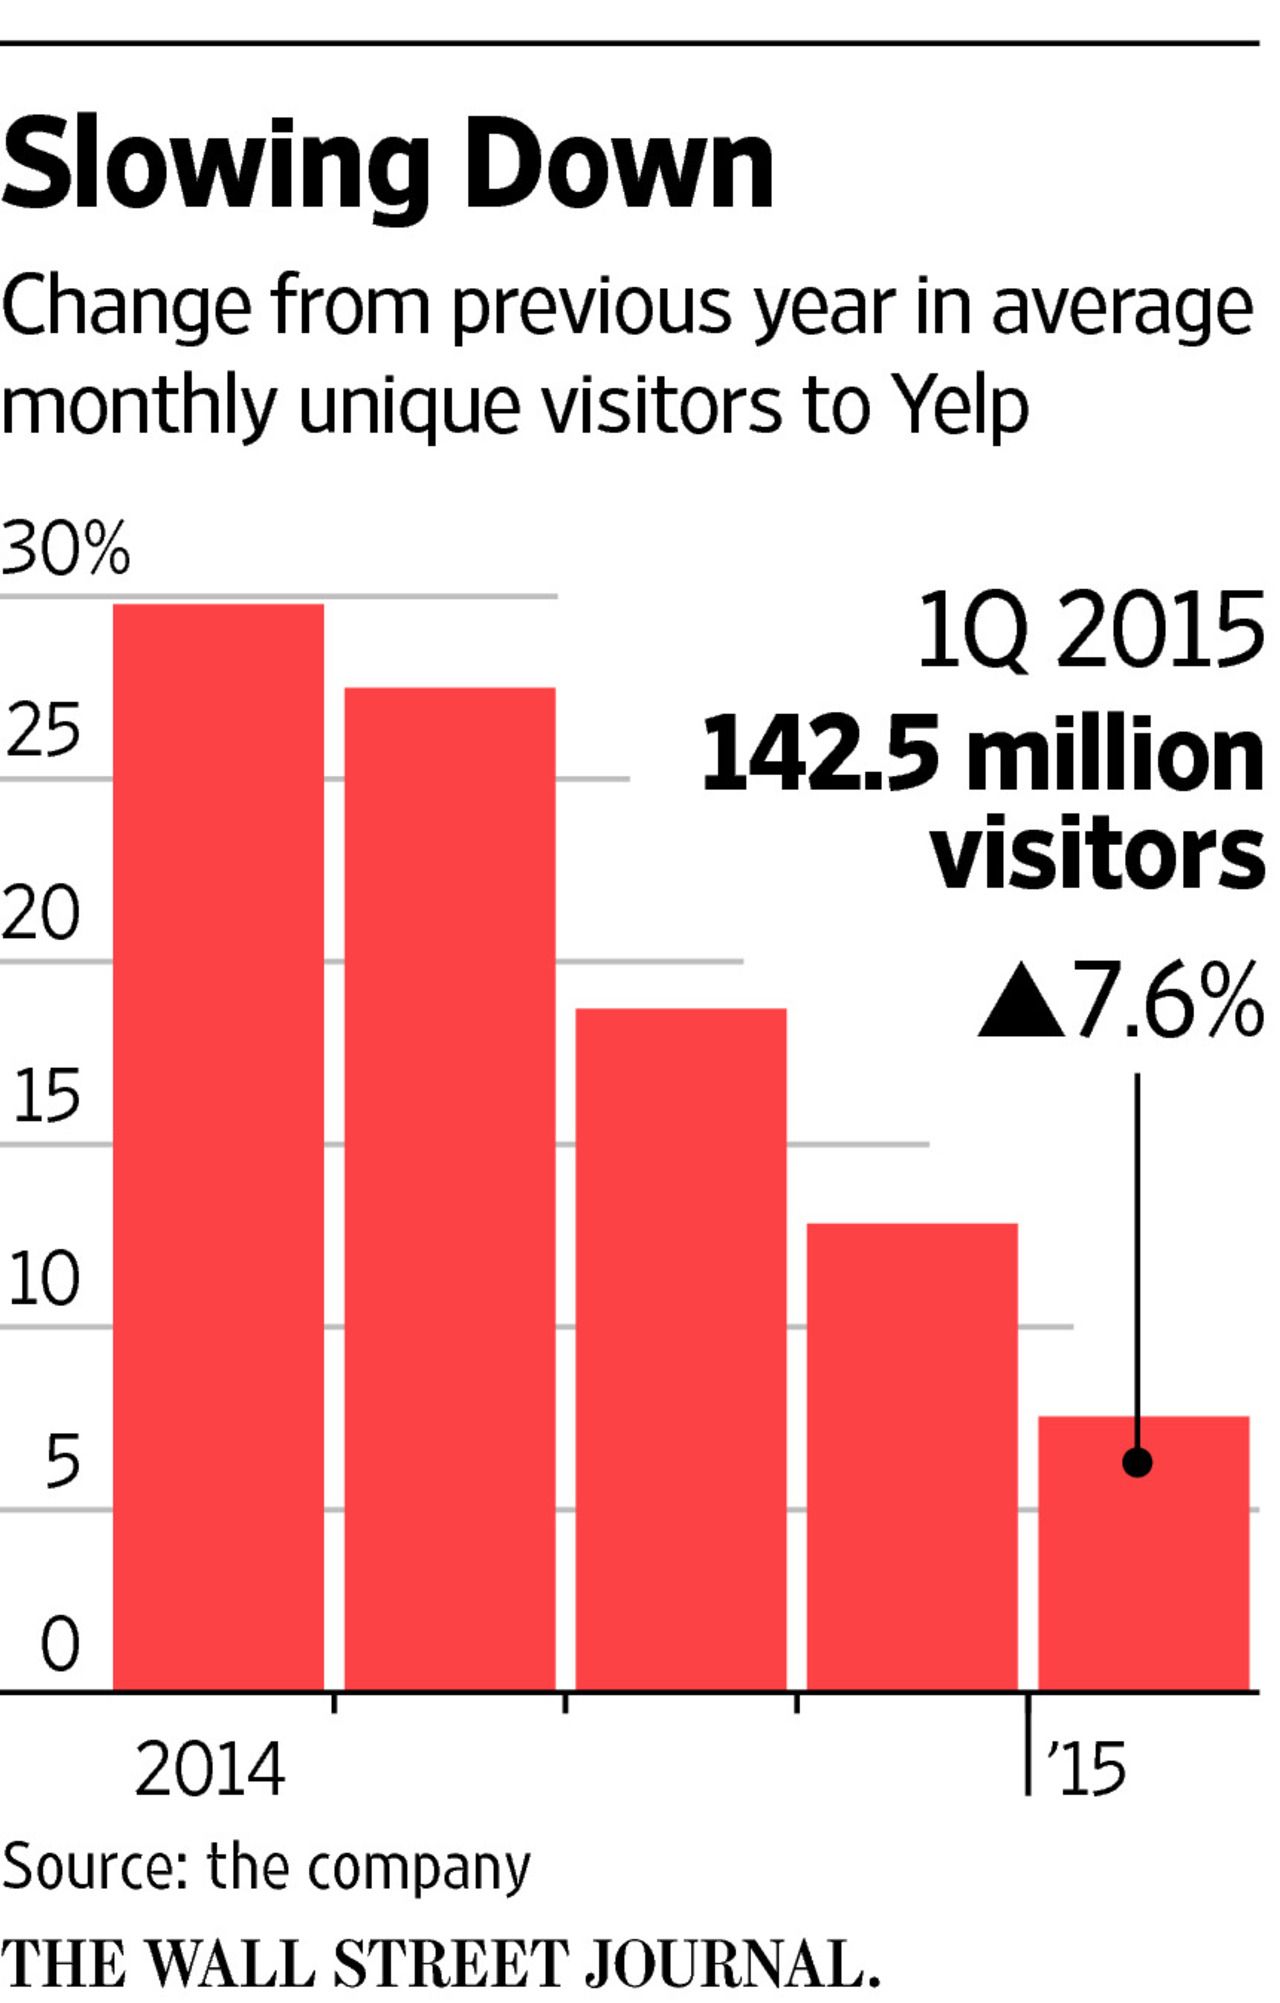 Slowing Down
Change from previous year in average
monthly unique visitors to Yelp
30%
25
20
15
10
5
0
1Q 2015
142.5 million
visitors
▲7.6%
2014
’15
Source: the company
THE WALL STREET JOURNAL.